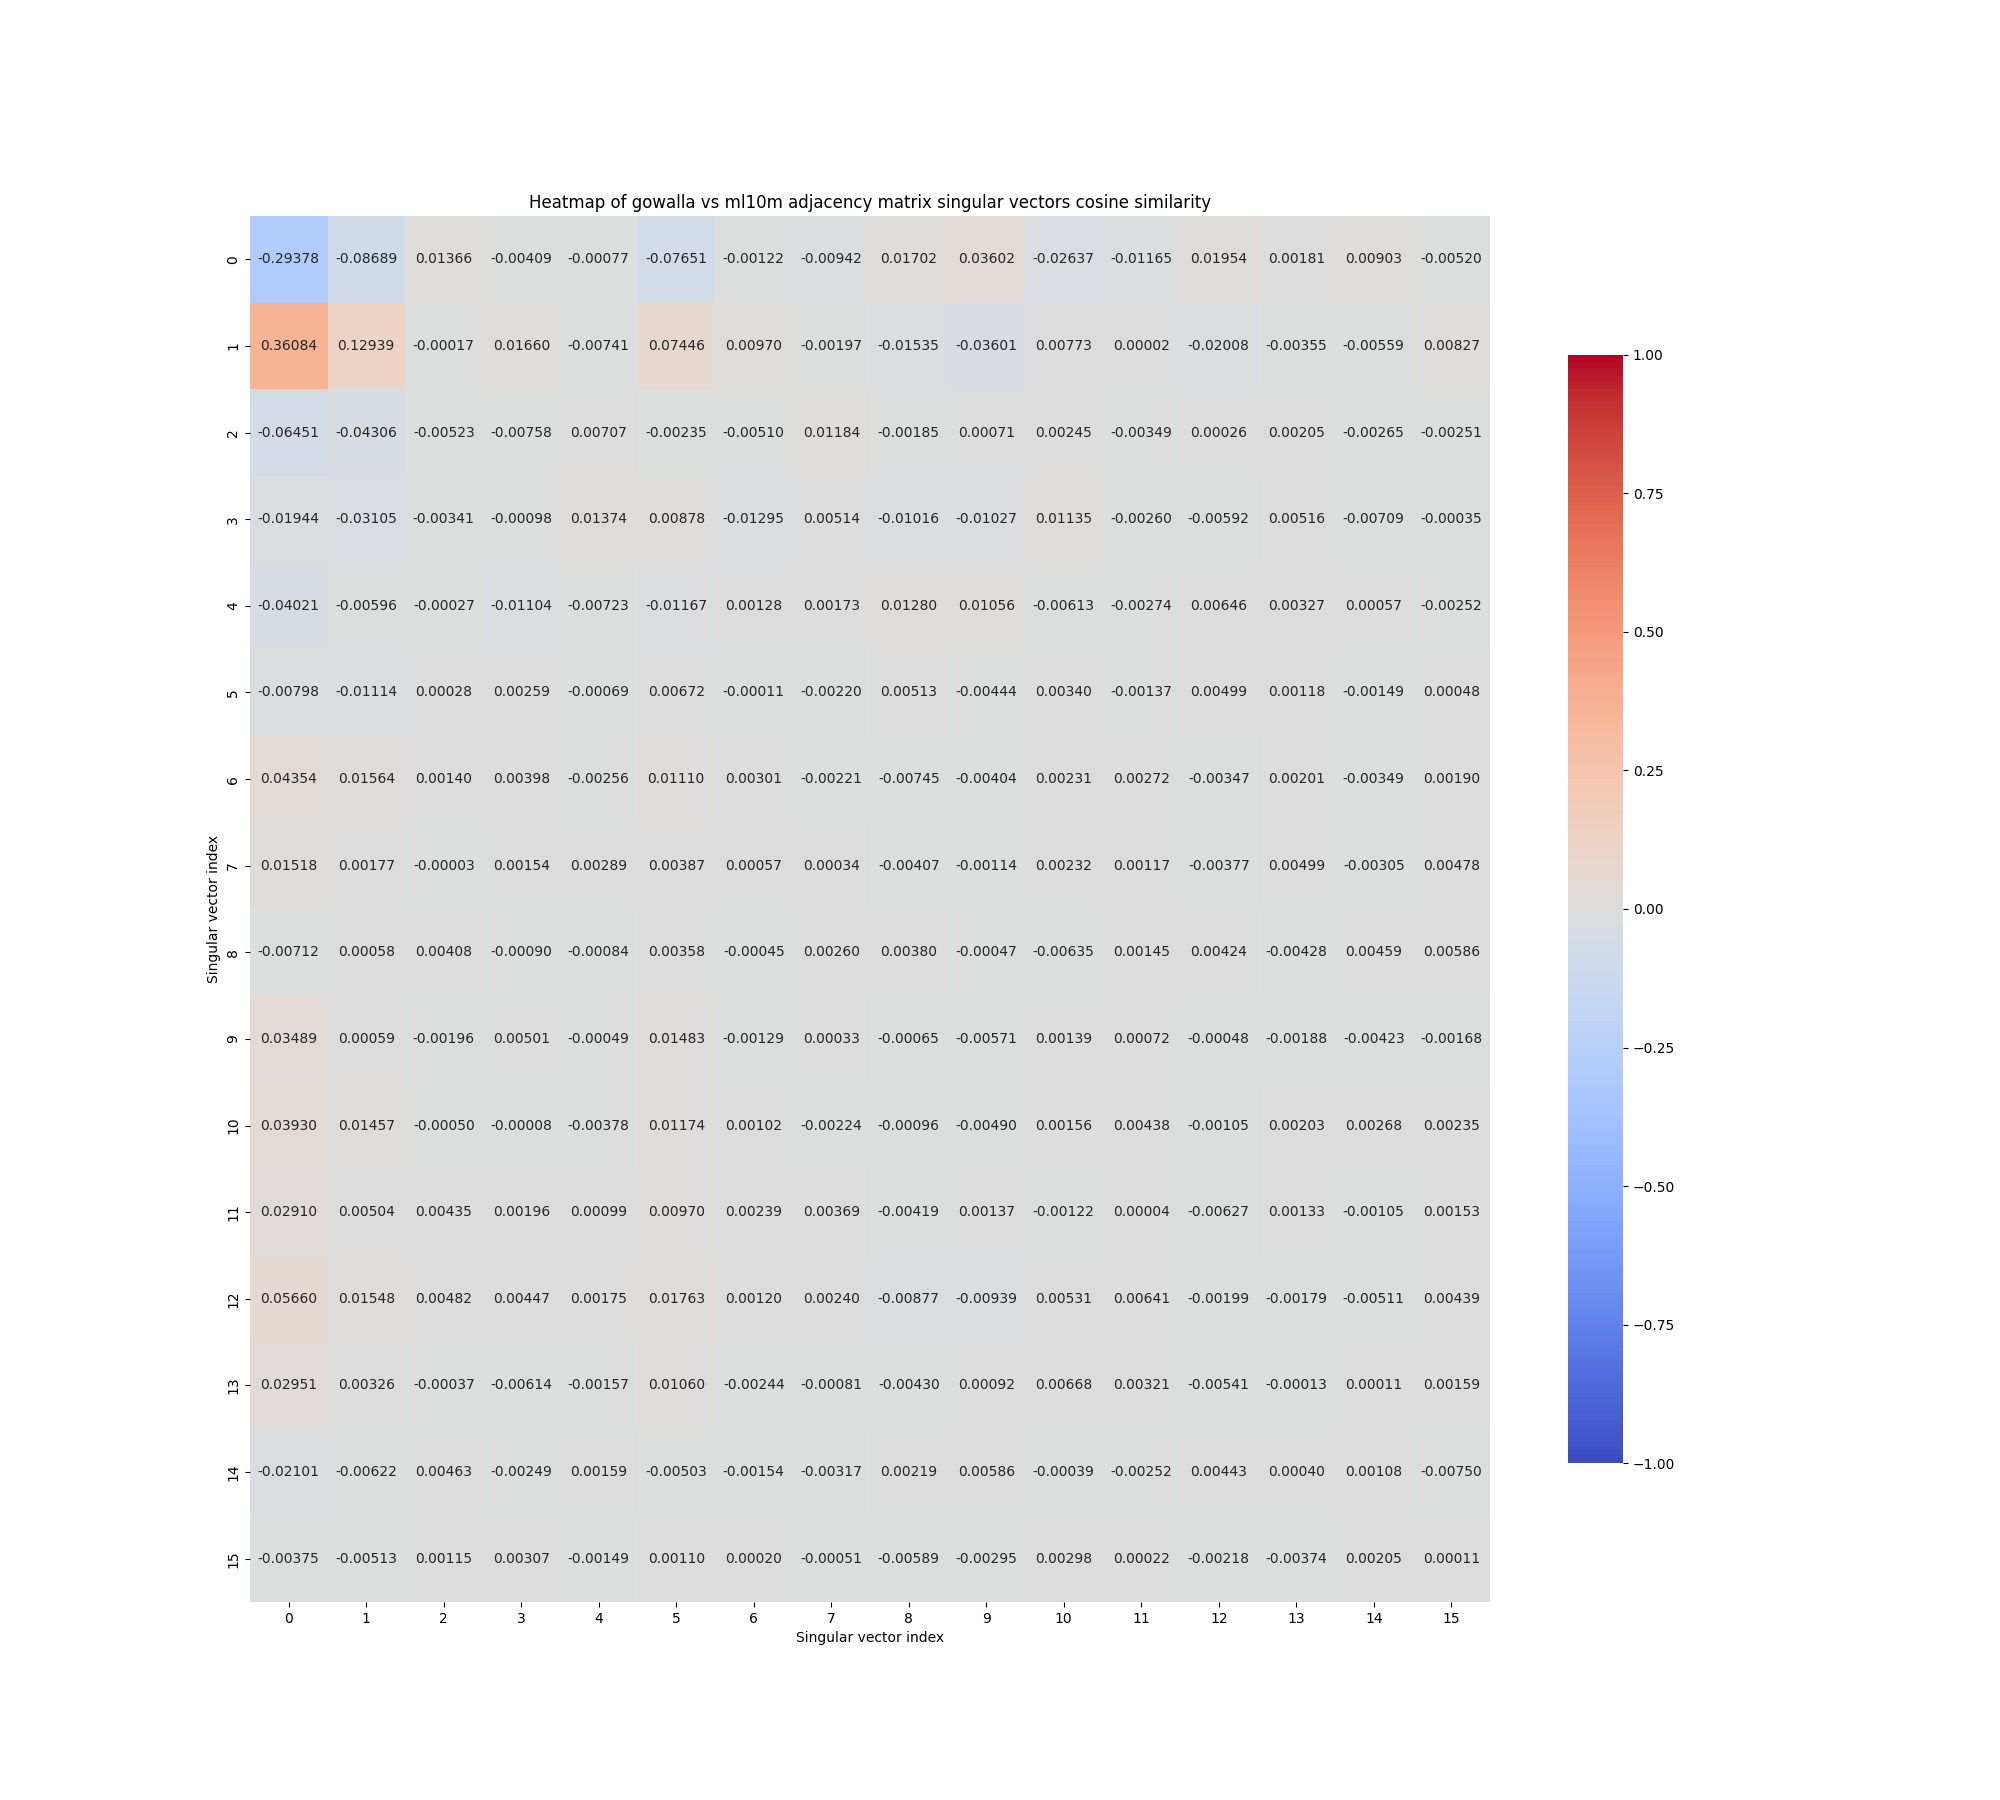 Heatmap of gowalla vs ml10m adjacency matrix singular vectors cosine similarity
0 -0.29378 -0.08689 0.01366 -0.00409 -0.00077 -0.07651 -0.00122 -0.00942 0.01702 0.03602 -0.02637 -0.01165 0.01954 0.00181 0.00903 -0.00520
1 0.36084 0.12939 -0.00017 0.01660 -0.00741 0.07446 0.00970 -0.00197 -0.01535 -0.03601 0.00773 0.00002 -0.02008 -0.00355 -0.00559 0.00827
2 -0.06451 -0.04306 -0.00523 -0.00758 0.00707 -0.00235 -0.00510 0.01184 -0.00185 0.00071 0.00245 -0.00349 0.00026 0.00205 -0.00265 -0.00251
3 -0.01944 -0.03105 -0.00341 -0.00098 0.01374 0.00878 -0.01295 0.00514 -0.01016 -0.01027 0.01135 -0.00260 -0.00592 0.00516 -0.00709 -0.00035
4 -0.04021 -0.00596 -0.00027 -0.01104 -0.00723 -0.01167 0.00128 0.00173 0.01280 0.01056 -0.00613 -0.00274 0.00646 0.00327 0.00057 -0.00252
5 -0.00798 -0.01114 0.00028 0.00259 -0.00069 0.00672 -0.00011 -0.00220 0.00513 -0.00444 0.00340 -0.00137 0.00499 0.00118 -0.00149 0.00048
6 0.04354 0.01564 0.00140 0.00398 -0.00256 0.01110 0.00301 -0.00221 -0.00745 -0.00404 0.00231 0.00272 -0.00347 0.00201 -0.00349 0.00190
7 0.01518 0.00177 -0.00003 0.00154 0.00289 0.00387 0.00057 0.00034 -0.00407 -0.00114 0.00232 0.00117 -0.00377 0.00499 -0.00305 0.00478
8 -0.00712 0.00058 0.00408 -0.00090 -0.00084 0.00358 -0.00045 0.00260 0.00380 -0.00047 -0.00635 0.00145 0.00424 -0.00428 0.00459 0.00586
9 0.03489 0.00059 -0.00196 0.00501 -0.00049 0.01483 -0.00129 0.00033 -0.00065 -0.00571 0.00139 0.00072 -0.00048 -0.00188 -0.00423 -0.00168
10 0.03930 0.01457 -0.00050 -0.00008 -0.00378 0.01174 0.00102 -0.00224 -0.00096 -0.00490 0.00156 0.00438 -0.00105 0.00203 0.00268 0.00235
11 0.02910 0.00504 0.00435 0.00196 0.00099 0.00970 0.00239 0.00369 -0.00419 0.00137 -0.00122 0.00004 -0.00627 0.00133 -0.00105 0.00153
12 0.05660 0.01548 0.00482 0.00447 0.00175 0.01763 0.00120 0.00240 -0.00877 -0.00939 0.00531 0.00641 -0.00199 -0.00179 -0.00511 0.00439
13 0.02951 0.00326 -0.00037 -0.00614 -0.00157 0.01060 -0.00244 -0.00081 -0.00430 0.00092 0.00668 0.00321 -0.00541 -0.00013 0.00011 0.00159
14 -0.02101 -0.00622 0.00463 -0.00249 0.00159 -0.00503 -0.00154 -0.00317 0.00219 0.00586 -0.00039 -0.00252 0.00443 0.00040 0.00108 -0.00750
15 -0.00375 -0.00513 0.00115 0.00307 -0.00149 0.00110 0.00020 -0.00051 -0.00589 -0.00295 0.00298 0.00022 -0.00218 -0.00374 0.00205 0.00011
0 1 2 3 4 5 6 7 8 9 10 11 12 13 14 15
Singular vector index
Singular vector index
1.00
0.75
0.50
0.25
0.00
−0.25
−0.50
−0.75
−1.00